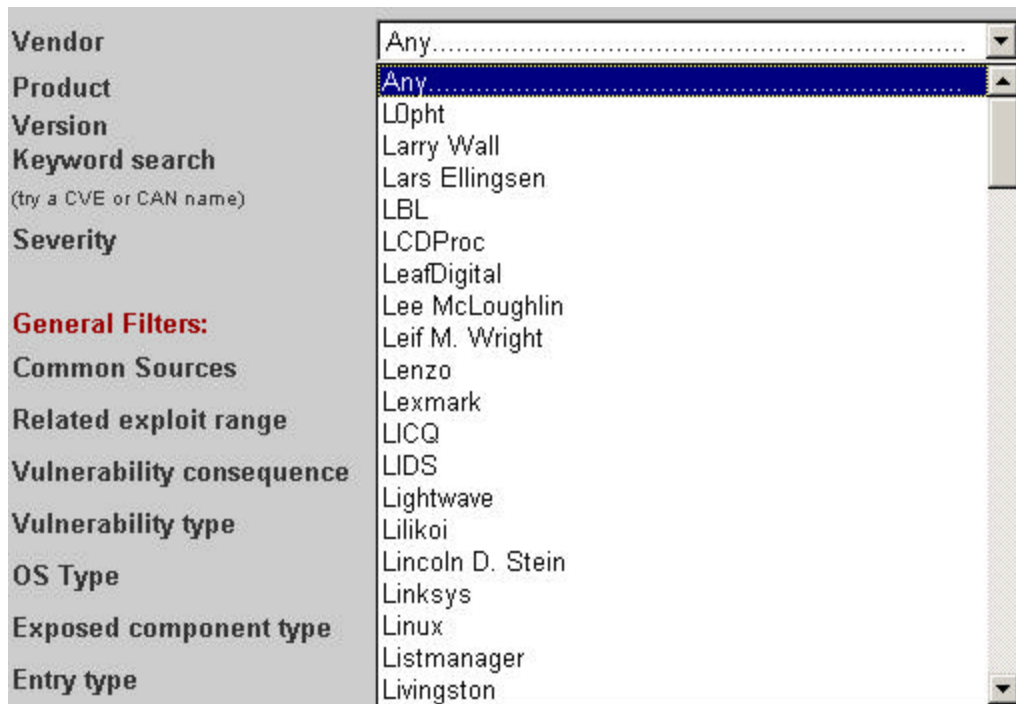 Vendor
Any.................................................................
Product
Version
Keyword search
(try a CVE or CAN name)
Severity
General Filters:
Common Sources
Related exploit range
Vulnerability consequence
Vulnerability type
OS Type
Exposed component type
Entry type
Any.................................................................
L0pht
Larry Wall
Lars Ellingsen
LBL
LCDProc
LeafDigital
Lee McLoughlin
Leif M. Wright
Lenzo
Lexmark
LICQ
LIDS
Lightwave
Lilikoi
Lincoln D. Stein
Linksys
Linux
Listmanager
Livingston